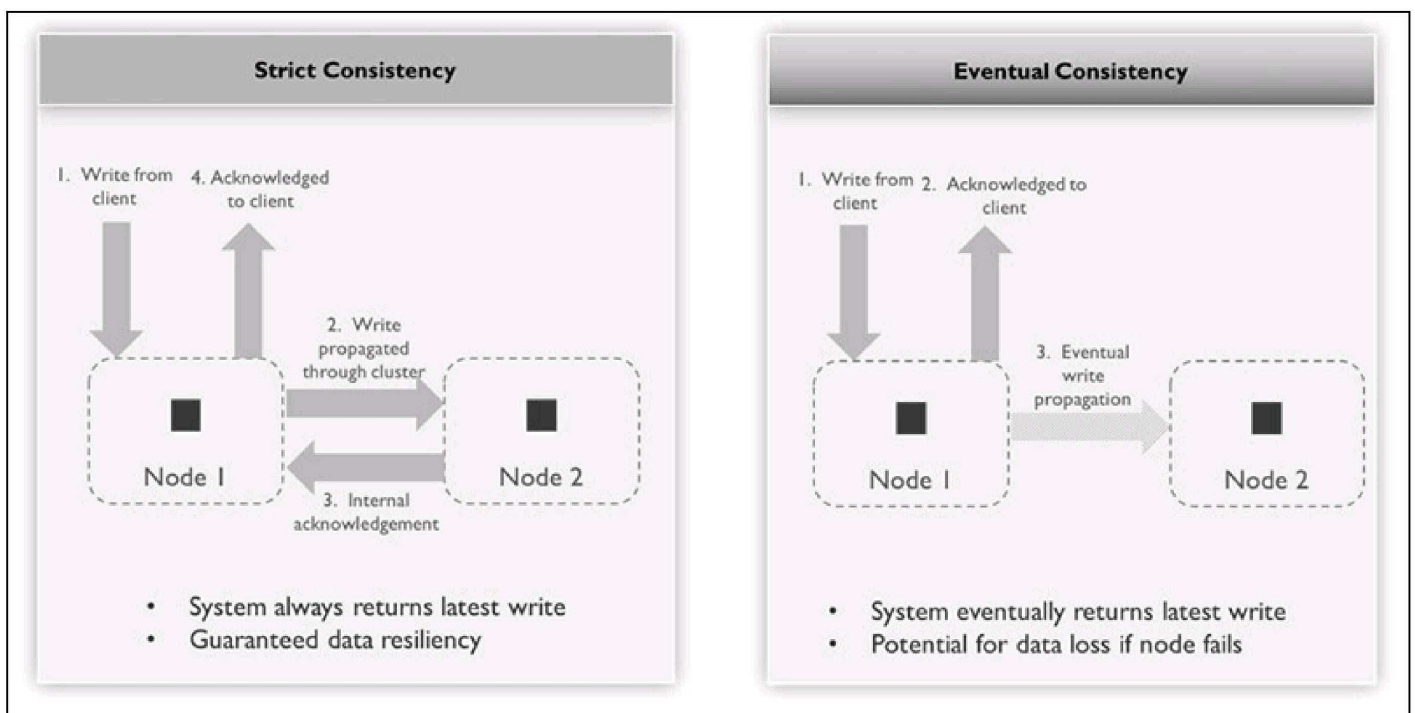 Strict Consistency
1. Write from
client
4. Acknowledged
to client
2. Write
propagated
through cluster
Node 1
Node 2
3. Internal
acknowledgement
• System always returns latest write
• Guaranteed data resiliency
Eventual Consistency
1. Write from
client
2. Acknowledged to
client
3. Eventual
write
propagation
Node 1
Node 2
• System eventually returns latest write
• Potential for data loss if node fails